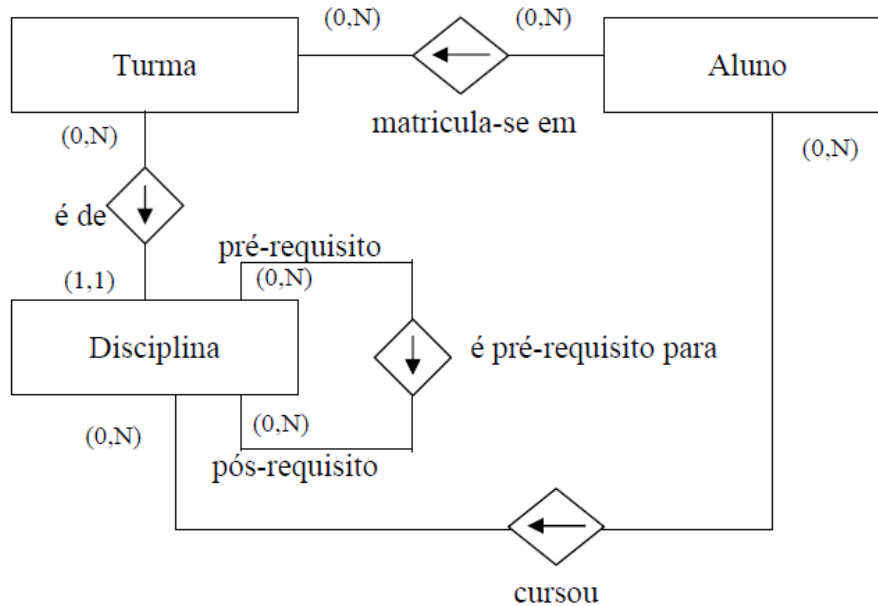 (0,N)
(0,N)
Turma
Aluno
matricula-se em
(0,N)
(0,N)
é de
pré-requisito
(1,1)
(0,N)
Disciplina
é pré-requisito para
(0,N)
(0,N)
pós-requisito
cursou